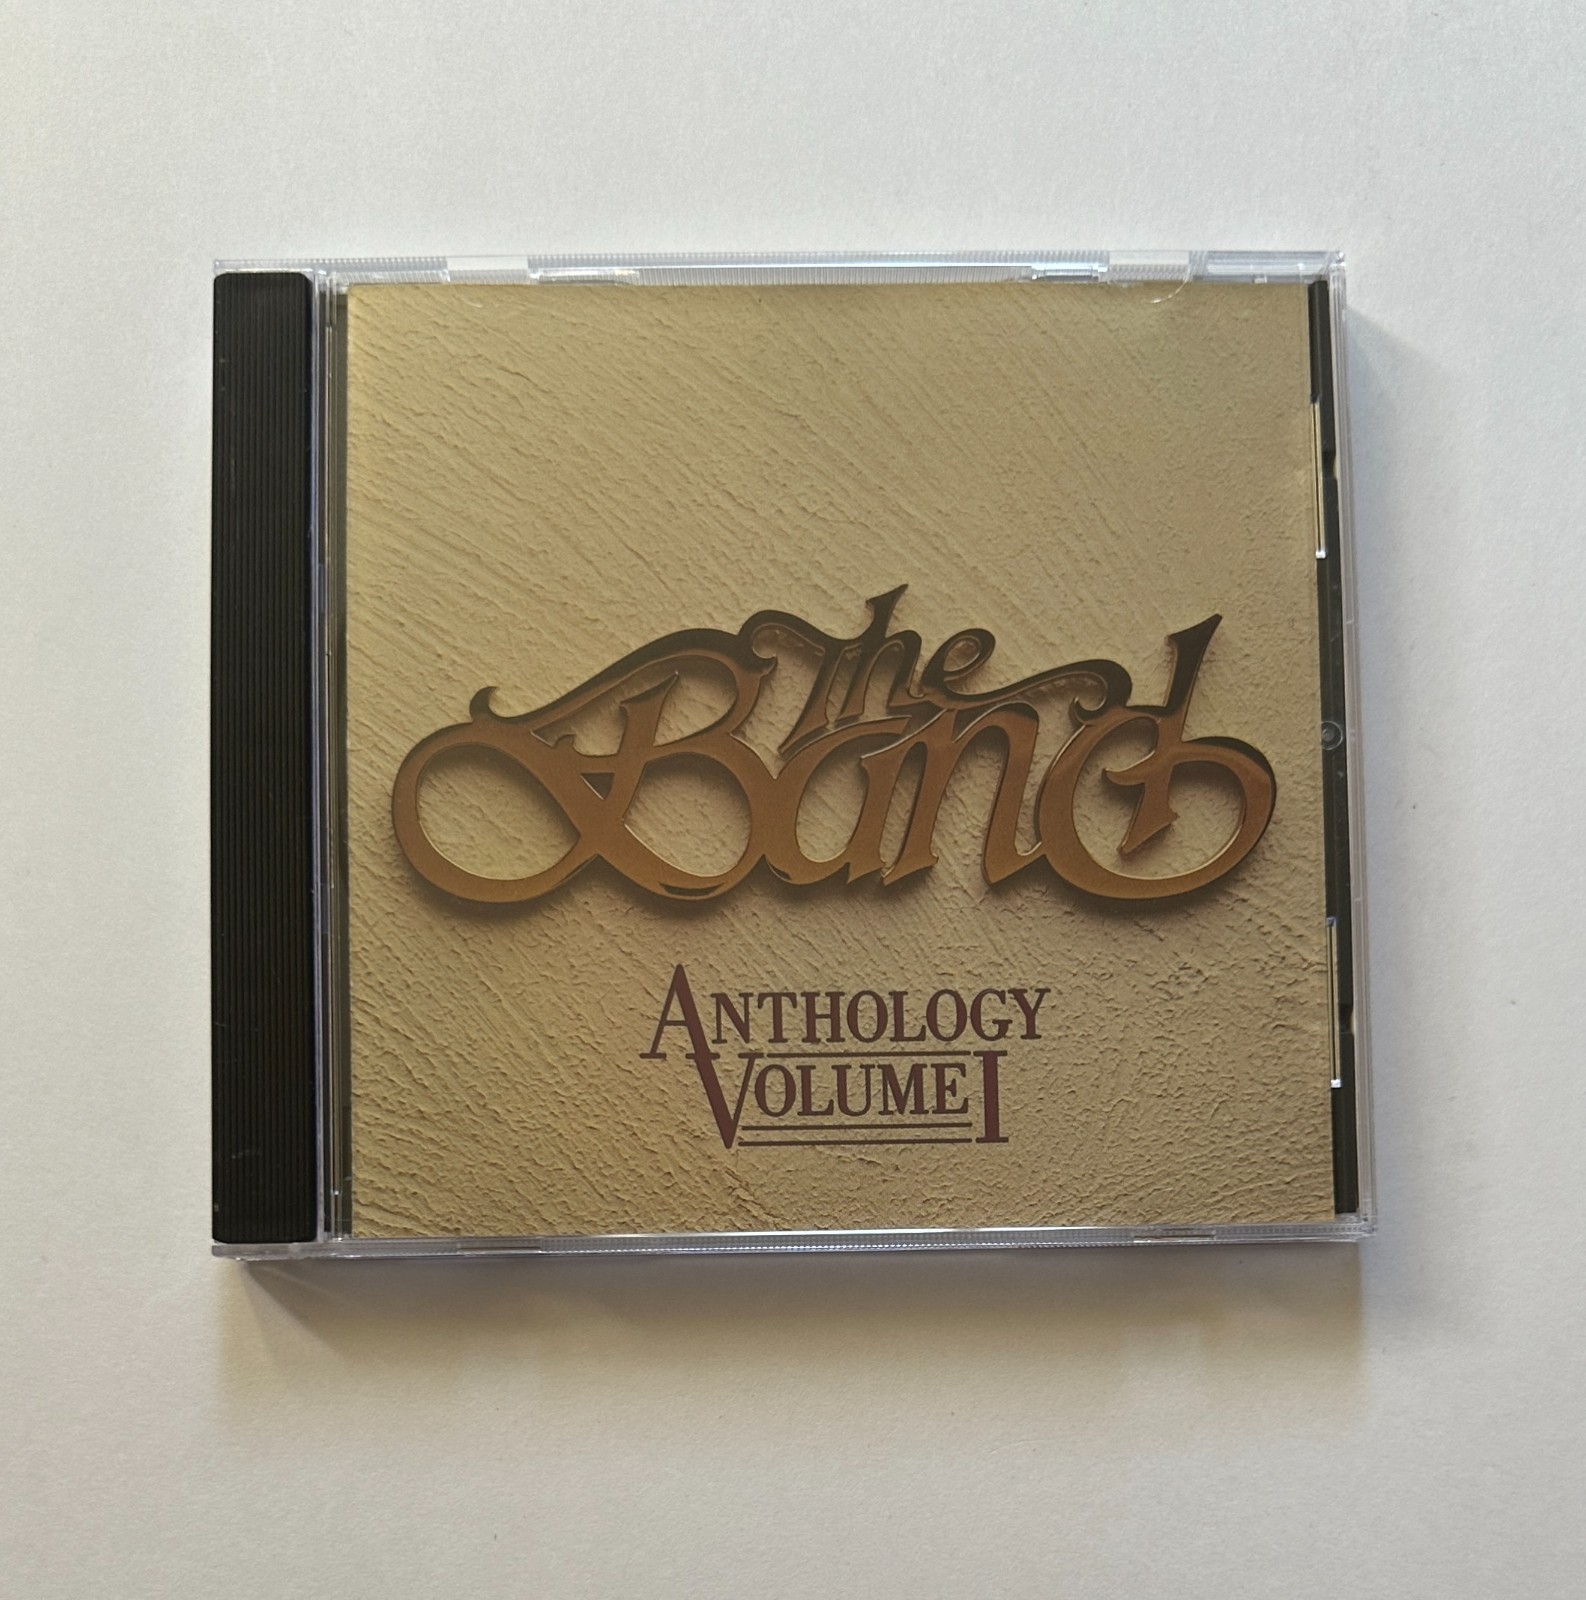 The
Band
ANTHOLOGY
VOLUME I